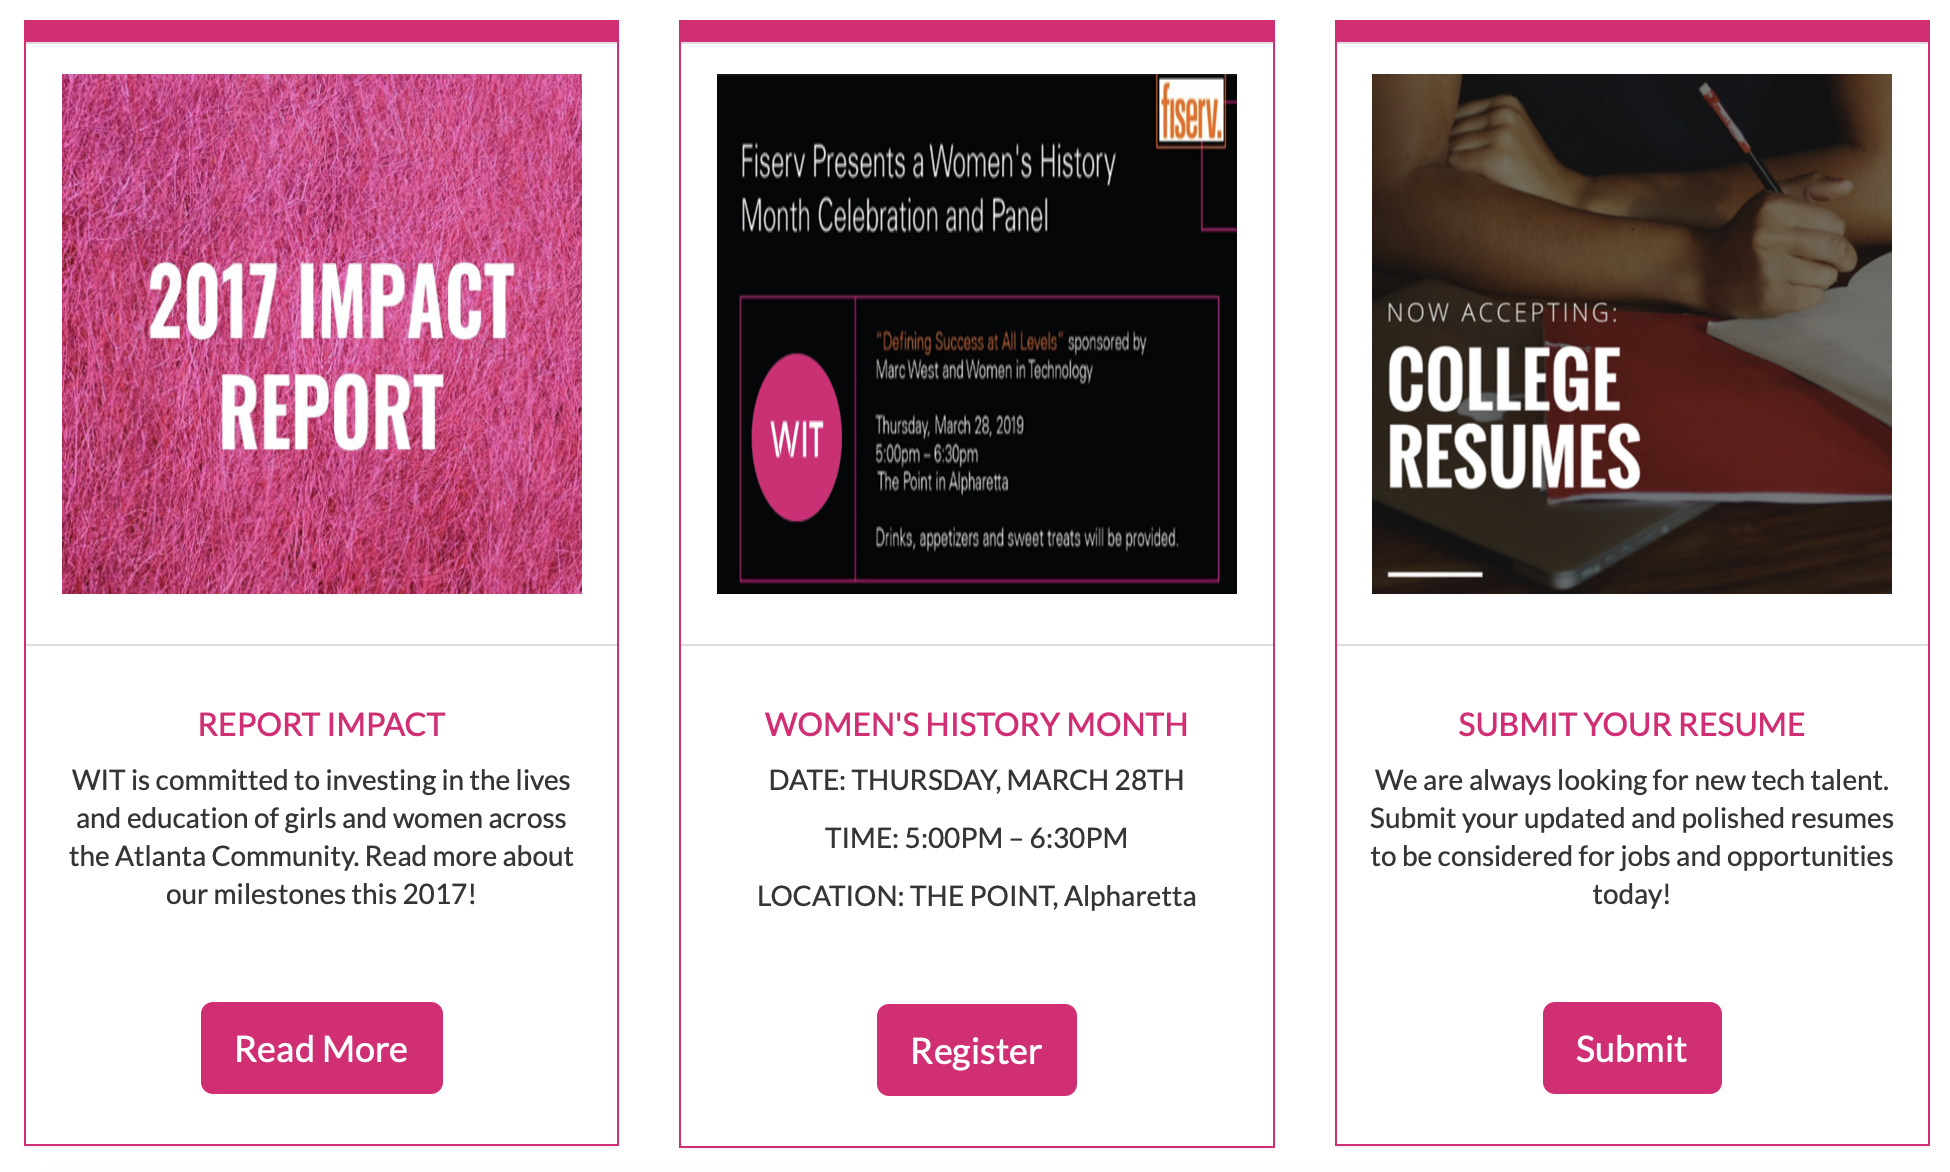 2017 IMPACT
REPORT
REPORT IMPACT
WIT is committed to investing in the lives
and education of girls and women across
the Atlanta Community. Read more about
our milestones this 2017!
Read More
fiserv.
Fiserv Presents a Women's History
Month Celebration and Panel
WIT
"Defining Success at All Levels" sponsored by
Marc West and Women in Technology
Thursday, March 28, 2019
5:00pm – 6:30pm
The Point in Alpharetta
Drinks, appetizers and sweet treats will be provided.
WOMEN'S HISTORY MONTH
DATE: THURSDAY, MARCH 28TH
TIME: 5:00PM – 6:30PM
LOCATION: THE POINT, Alpharetta
Register
NOW ACCEPTING:
COLLEGE
RESUMES
SUBMIT YOUR RESUME
We are always looking for new tech talent.
Submit your updated and polished resumes
to be considered for jobs and opportunities
today!
Submit